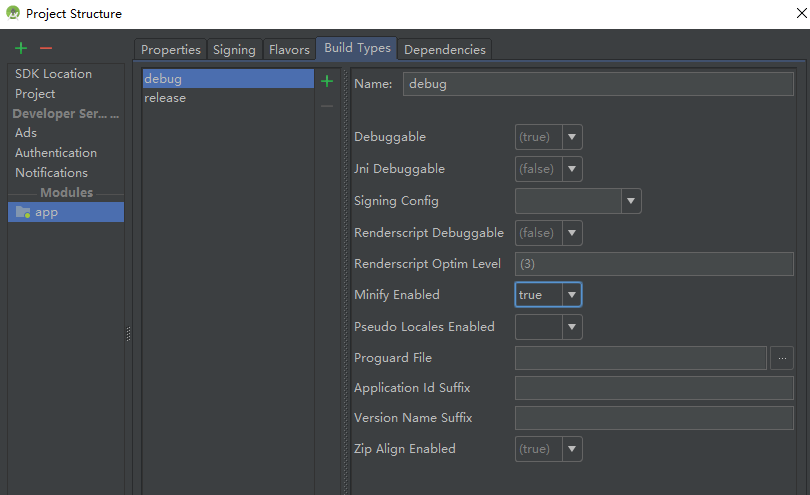 Project Structure
Properties Signing Flavors Build Types Dependencies
SDK Location
Project
Developer Ser... ...
Ads
Authentication
Notifications
Modules
app
debug
release
Name: debug
Debuggable (true)
Jni Debuggable (false)
Signing Config
Renderscript Debuggable (false)
Renderscript Optim Level (3)
Minify Enabled true
Pseudo Locales Enabled
Proguard File ...
Application Id Suffix
Version Name Suffix
Zip Align Enabled (true)